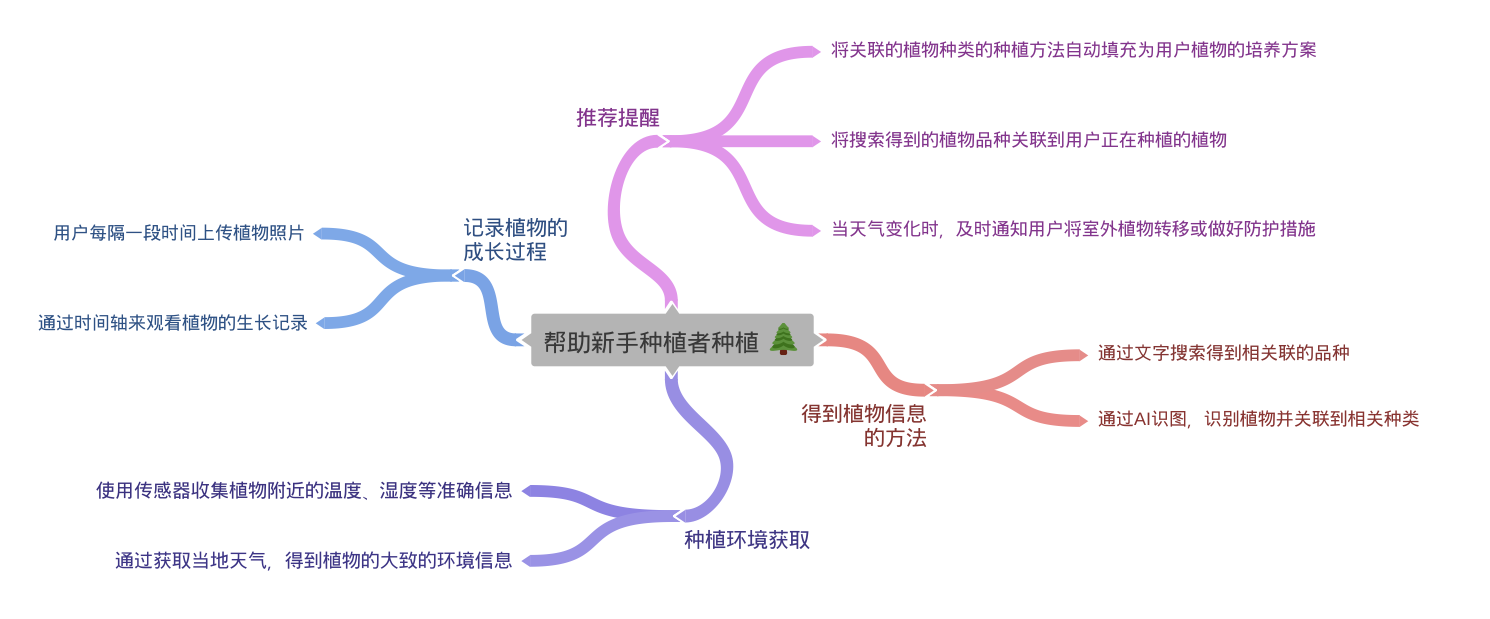 将关联的植物种类的种植方法自动填充为用户植物的培养方案
推荐提醒
将搜索得到的植物品种关联到用户正在种植的植物
当天气变化时，及时通知用户将室外植物转移或做好防护措施
记录植物的
成长过程
用户每隔一段时间上传植物照片
通过时间轴来观看植物的生长记录
帮助新手种植者种植
通过文字搜索得到相关联的品种
得到植物信息
的方法
通过AI识图，识别植物并关联到相关种类
使用传感器收集植物附近的温度、湿度等准确信息
种植环境获取
通过获取当地天气，得到植物的大致的环境信息